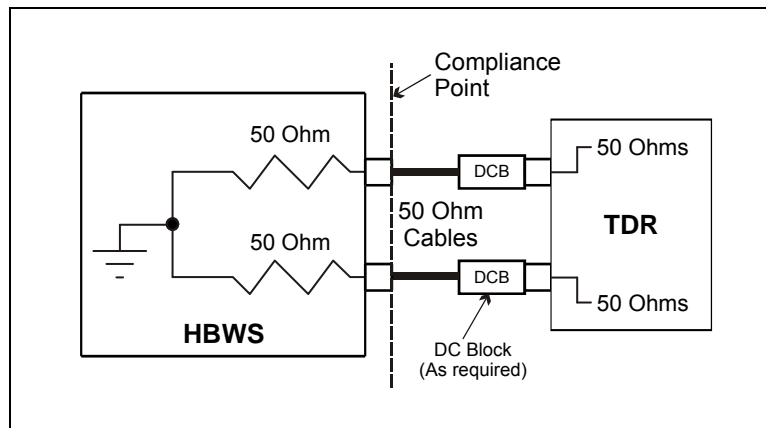 Compliance
Point
50 Ohm
50 Ohms
DCB
TDR
50 Ohm
Cables
50 Ohm
DCB
50 Ohms
HBWS
DC Block
(As required)